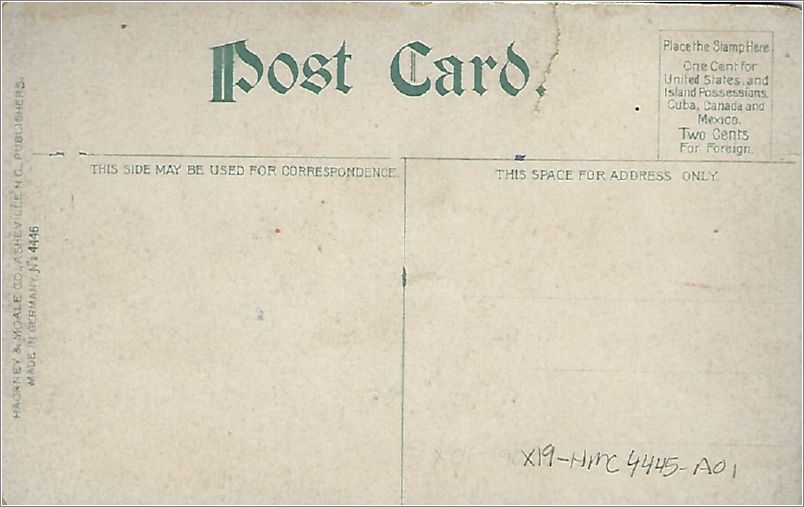 Post Card.
Place the Stamp Here
One Cent for
United States, and
Island Possessions,
Cuba, Canada and
Mexico.
Two Cents
For Foreign.
THIS SIDE MAY BE USED FOR CORRESPONDENCE.
THIS SPACE FOR ADDRESS ONLY
HACKNEY & MOALE CO., ASHEVILLE N.C., PUBLISHERS.
MADE IN GERMANY, No 4446
X19-HMC 4445-A01